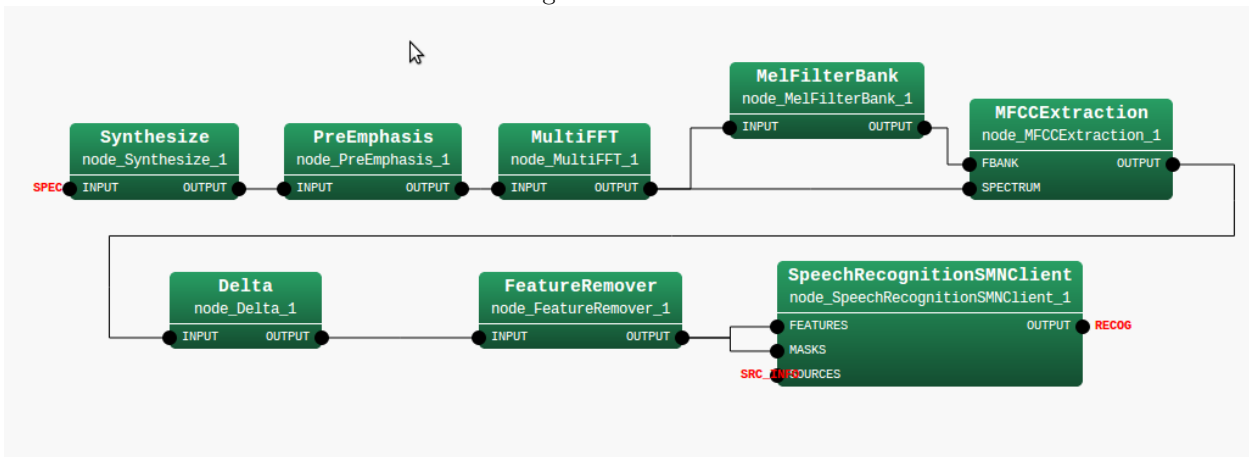 Synthesize
node_Synthesize_1
SPEC INPUT OUTPUT
PreEmphasis
node_PreEmphasis_1
INPUT OUTPUT
MultiFFT
node_MultiFFT_1
INPUT OUTPUT
MelFilterBank
node_MelFilterBank_1
INPUT OUTPUT
MFCCExtraction
node_MFCCExtraction_1
FBANK OUTPUT
SPECTRUM
Delta
node_Delta_1
INPUT OUTPUT
FeatureRemover
node_FeatureRemover_1
INPUT OUTPUT
SpeechRecognitionSMNClient
node_SpeechRecognitionSMNClient_1
FEATURES OUTPUT RECOG
MASKS
SRC_INFO SOURCES